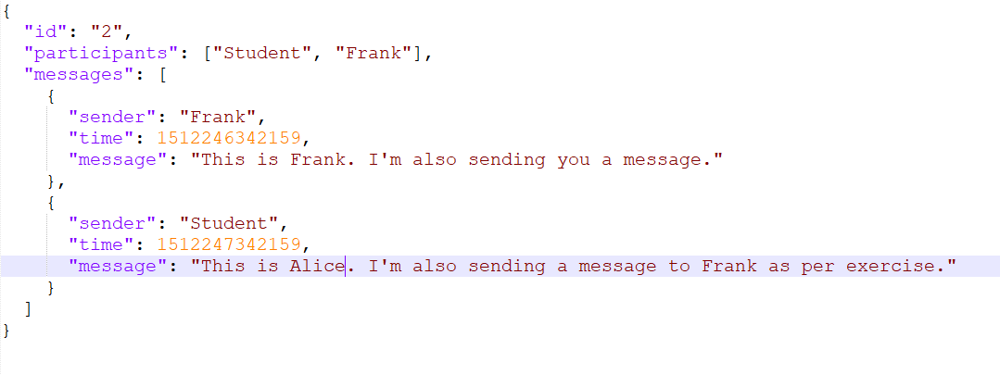 {
  "id": "2",
  "participants": ["Student", "Frank"],
  "messages": [
    {
      "sender": "Frank",
      "time": 1512246342159,
      "message": "This is Frank. I'm also sending you a message."
    },
    {
      "sender": "Student",
      "time": 1512247342159,
      "message": "This is Alice. I'm also sending a message to Frank as per exercise."
    }
  ]
}